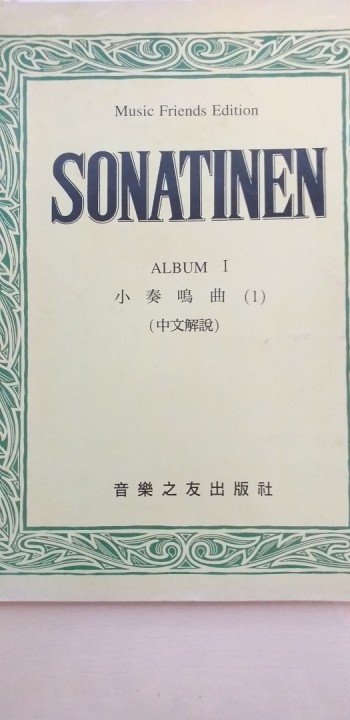 Music Friends Edition
SONATINEN
ALBUM I
小奏鳴曲 (1)
(中文解說)
音樂之友出版社